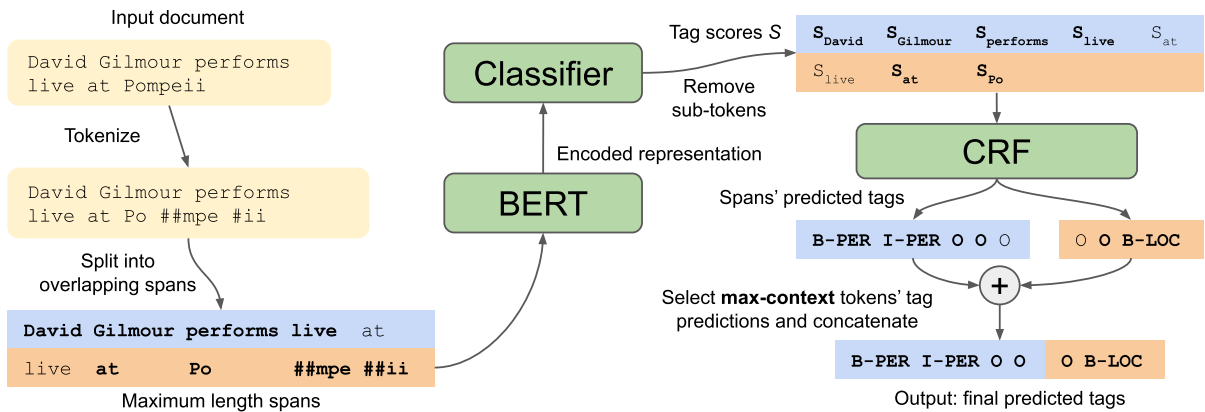 Input document
David Gilmour performs
live at Pompeii
Tokenize
David Gilmour performs
live at Po ##mpe #ii
Split into
overlapping spans
David Gilmour performs live at
live at Po ##mpe ##ii
Maximum length spans
BERT
Encoded representation
Classifier
Tag scores S
Remove
sub-tokens
S_David S_Gilmour S_performs S_live S_at
S_live S_at S_Po
CRF
Spans' predicted tags
B-PER I-PER O O O
O O B-LOC
+
Select max-context tokens' tag
predictions and concatenate
B-PER I-PER O O O B-LOC
Output: final predicted tags